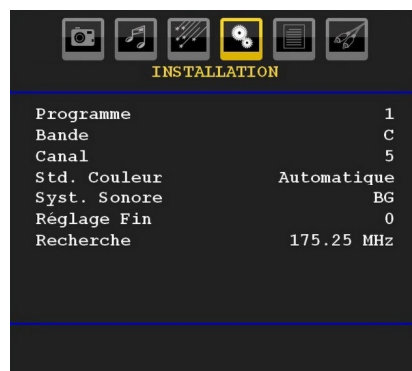 INSTALLATION
Programme 1
Bande C
Canal 5
Std. Couleur Automatique
Syst. Sonore BG
Réglage Fin 0
Recherche 175.25 MHz